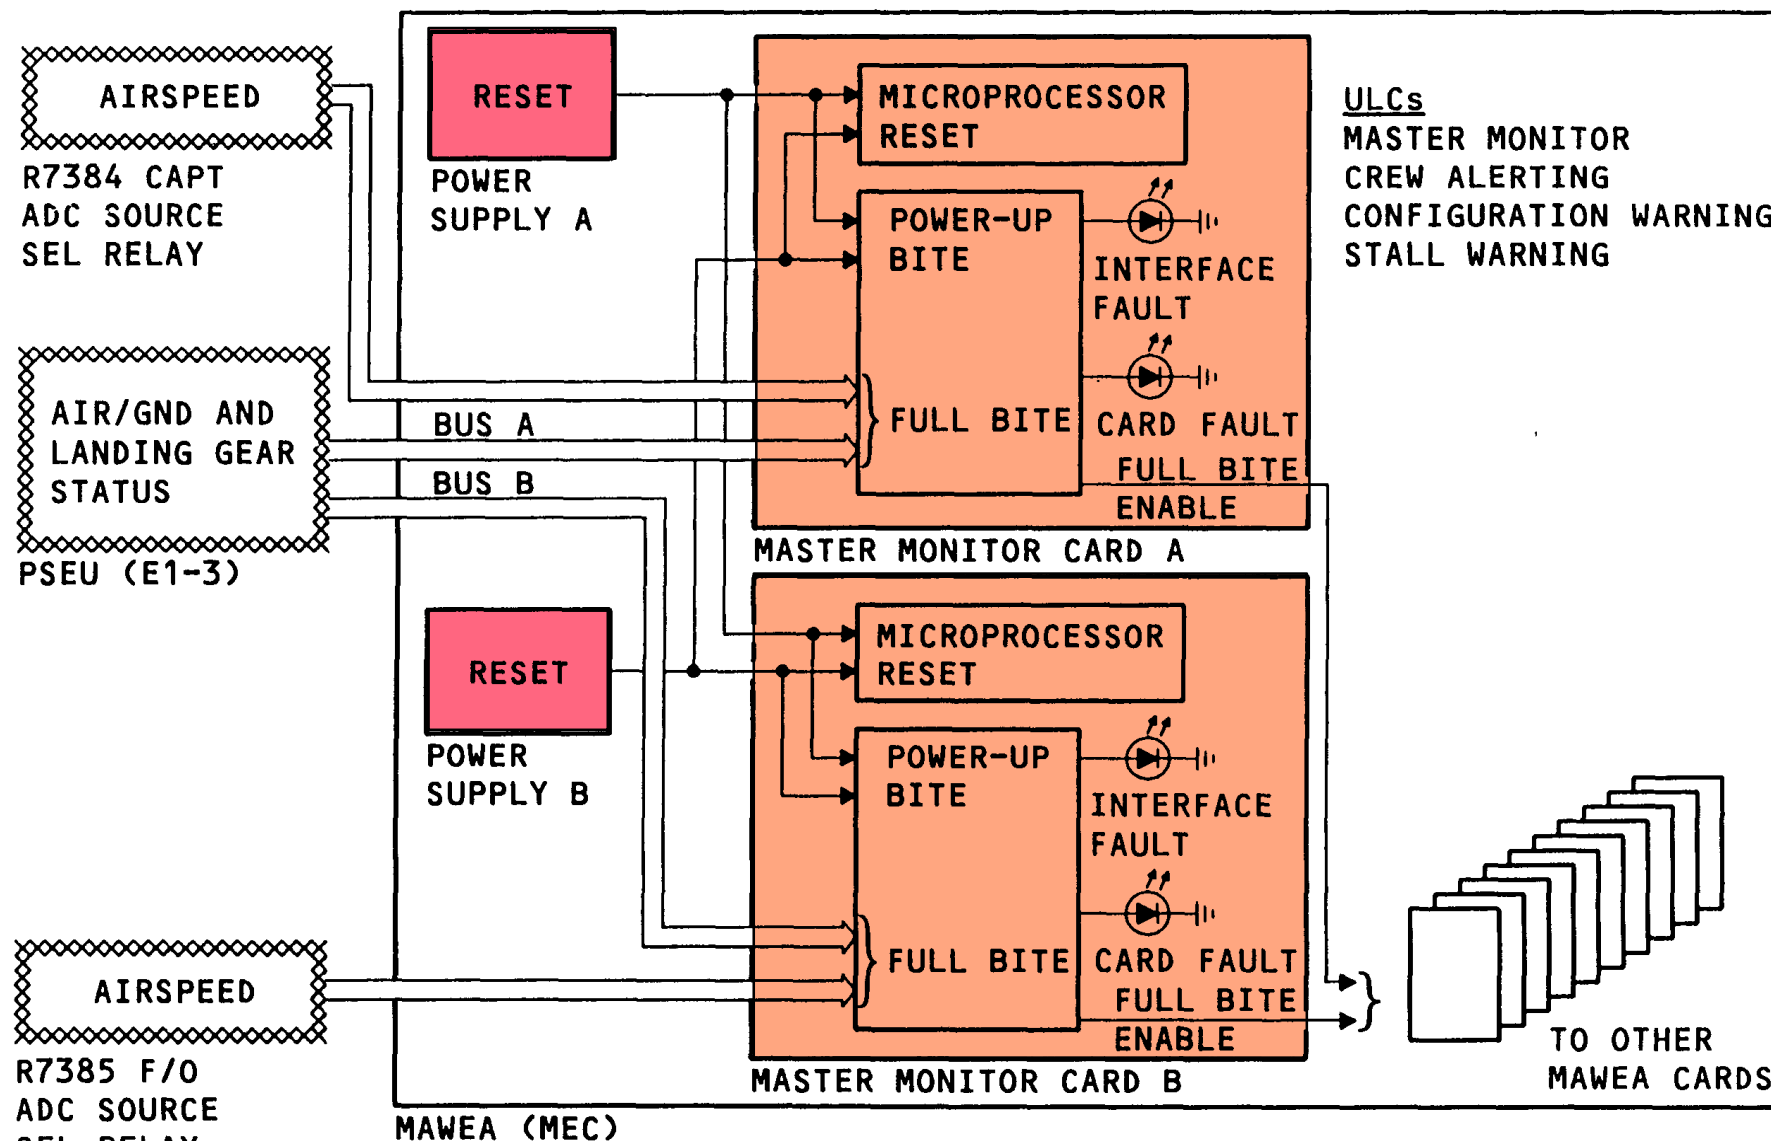 AIRSPEED
R7384 CAPT
ADC SOURCE
SEL RELAY
AIR/GND AND
LANDING GEAR
STATUS
PSEU (E1-3)
AIRSPEED
R7385 F/O
ADC SOURCE
SEL RELAY
RESET
POWER
SUPPLY A
BUS A
BUS B
RESET
POWER
SUPPLY B
MICROPROCESSOR
RESET
POWER-UP
BITE
INTERFACE
FAULT
FULL BITE
CARD FAULT
FULL BITE
ENABLE
MASTER MONITOR CARD A
MICROPROCESSOR
RESET
POWER-UP
BITE
INTERFACE
FAULT
FULL BITE
CARD FAULT
FULL BITE
ENABLE
MASTER MONITOR CARD B
ULCs
MASTER MONITOR
CREW ALERTING
CONFIGURATION WARNING
STALL WARNING
TO OTHER
MAWEA CARDS
MAWEA (MEC)